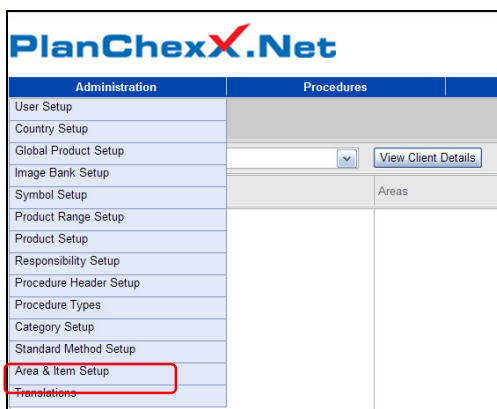 PlanChexX.Net
Administration Procedures
User Setup
Country Setup
Global Product Setup
View Client Details
Image Bank Setup
Symbol Setup
Areas
Product Range Setup
Product Setup
Responsibility Setup
Procedure Header Setup
Procedure Types
Category Setup
Standard Method Setup
Area & Item Setup
Translations